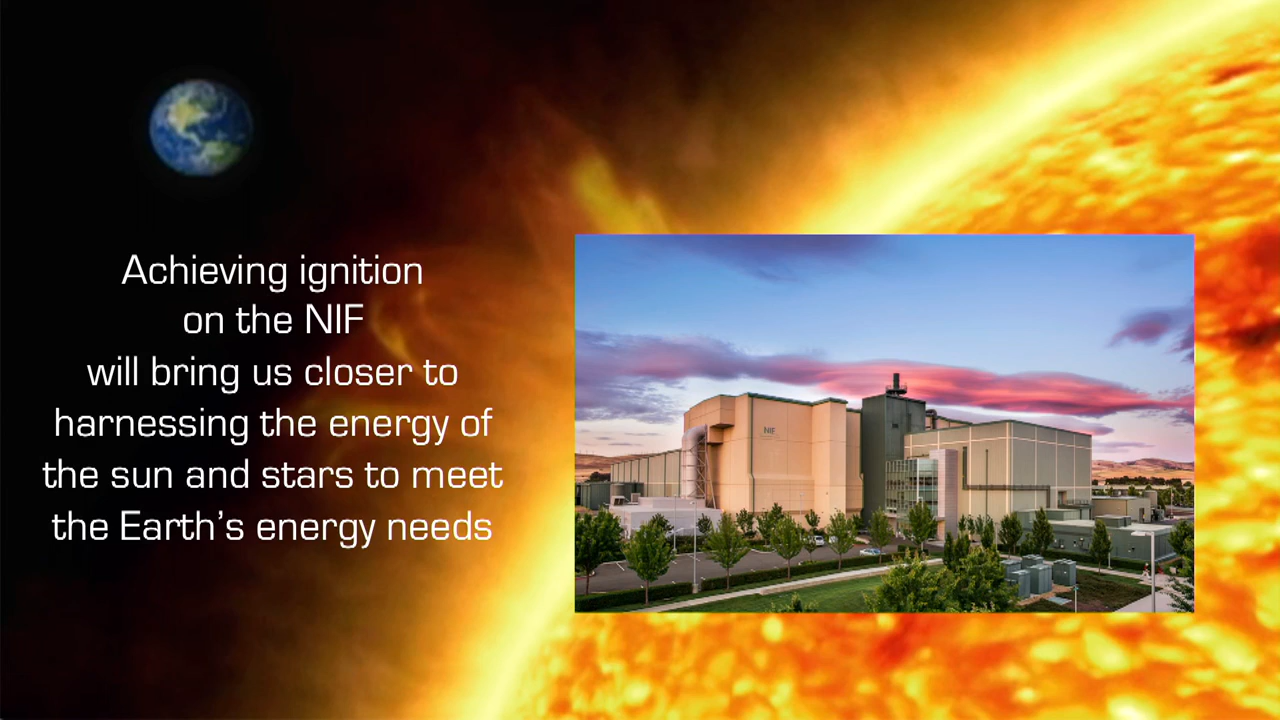 Achieving ignition
on the NIF
will bring us closer to
harnessing the energy of
the sun and stars to meet
the Earth’s energy needs
NIF